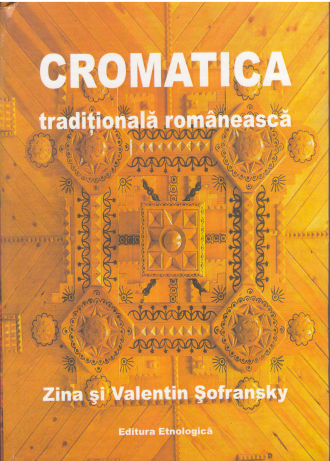 CROMATICA
tradițională românească
Zina și Valentin Șofransky
Editura Etnologică